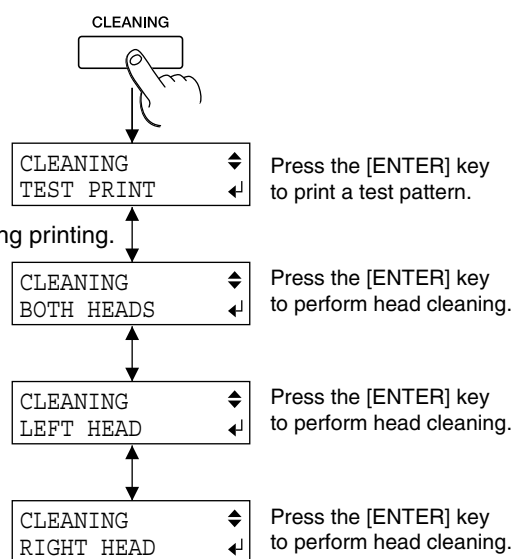 CLEANING
CLEANING
TEST PRINT
Press the [ENTER] key
to print a test pattern.
ng printing.
CLEANING
BOTH HEADS
Press the [ENTER] key
to perform head cleaning.
CLEANING
LEFT HEAD
Press the [ENTER] key
to perform head cleaning.
CLEANING
RIGHT HEAD
Press the [ENTER] key
to perform head cleaning.